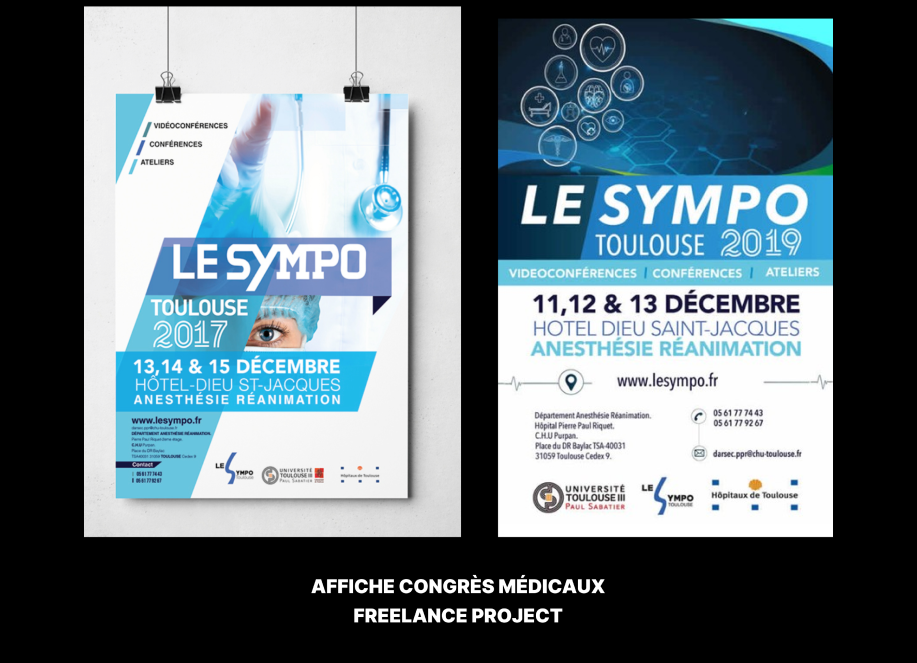 VIDÉOCONFÉRENCES
CONFÉRENCES
ATELIERS
LE SYMPO
TOULOUSE
2017
13,14 & 15 DÉCEMBRE
HÔTEL-DIEU ST-JACQUES
ANESTHÉSIE RÉANIMATION
www.lesympo.fr
darsec.ppr@chu-toulouse.fr
DÉPARTEMENT ANESTHÉSIE RÉANIMATION,
Pierre Paul Riquet
C.H.U Purpan.
Place du DR Baylac
TSA40031 31059 TOULOUSE Cedex 9.
Contact
05 61 77 74 43
05 61 77 92 67
LE SYMPO
TOULOUSE
UNIVERSITÉ
TOULOUSE III
PAUL SABATIER
Hôpitaux de Toulouse
LE SYMPO
TOULOUSE 2019
VIDEOCONFÉRENCES / CONFÉRENCES / ATELIERS
11,12 & 13 DÉCEMBRE
HOTEL DIEU SAINT-JACQUES
ANESTHÉSIE RÉANIMATION
www.lesympo.fr
Département Anesthésie Réanimation.
Hôpital Pierre Paul Riquet.
C.H.U Purpan.
Place du DR Baylac TSA-40031
31059 Toulouse Cedex 9.
05 61 77 74 43
05 61 77 92 67
darsec.ppr@chu-toulouse.fr
UNIVERSITÉ
TOULOUSE III
PAUL SABATIER
LE SYMPO
TOULOUSE
Hôpitaux de Toulouse
AFFICHE CONGRÈS MÉDICAUX
FREELANCE PROJECT